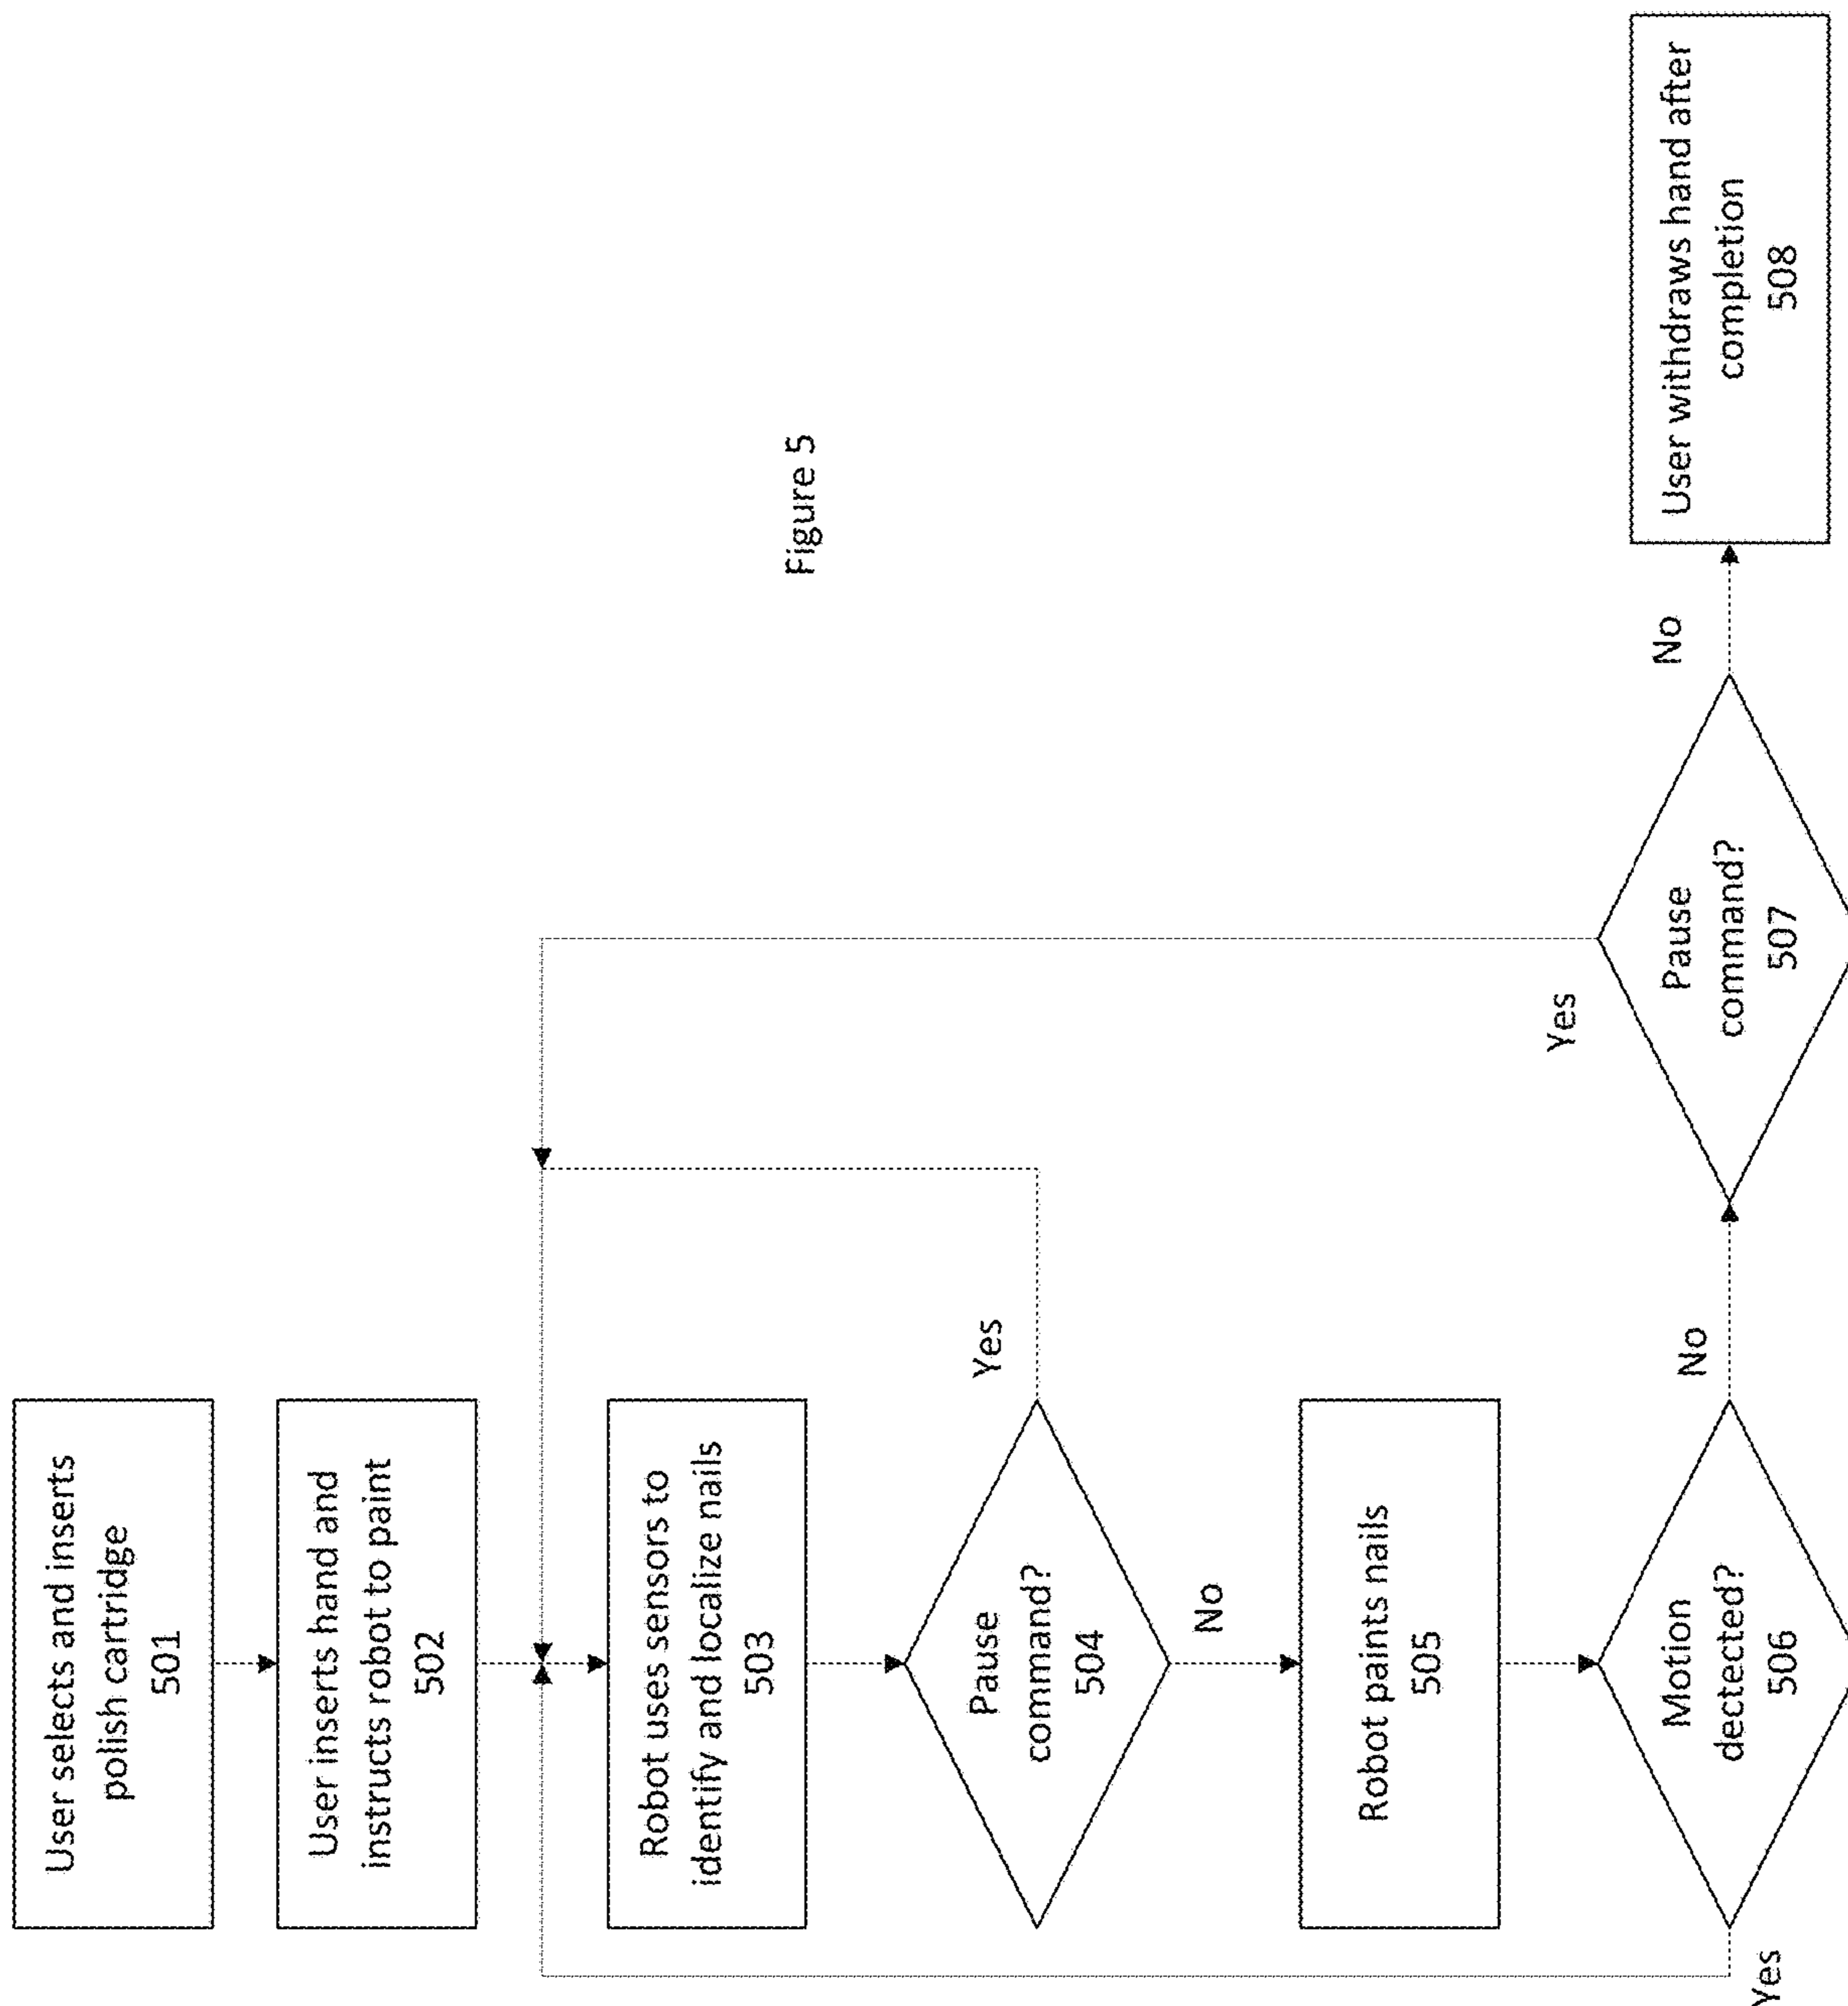 User selects and inserts
polish cartridge
501
User inserts hand and
instructs robot to paint
502
Robot uses sensors to
identify and localize nails
503
Pause
command?
504
Yes
No
Robot paints nails
505
Motion
dectected?
506
Yes
No
Pause
command?
507
Yes
No
User withdraws hand after
completion
508
Figure 5